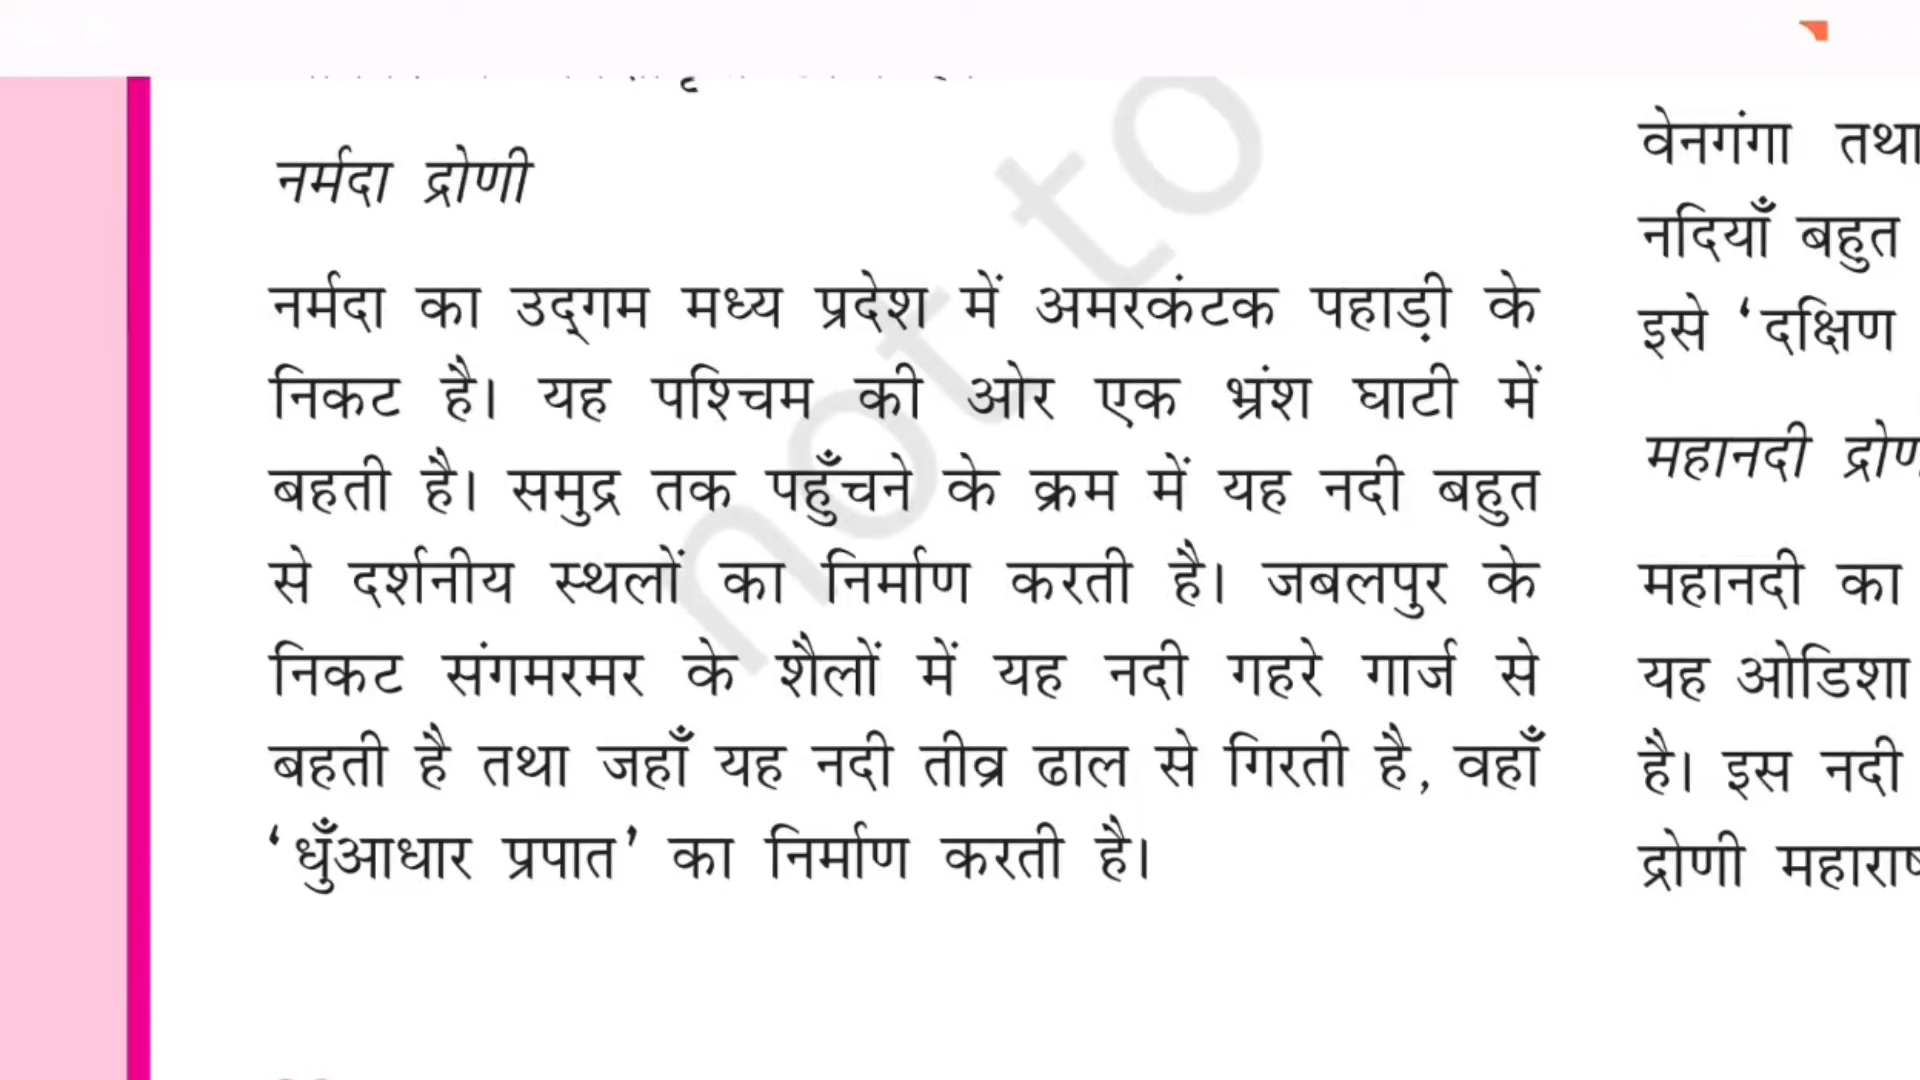 नर्मदा द्रोणी
नर्मदा का उद्गम मध्य प्रदेश में अमरकंटक पहाड़ी के
निकट है। यह पश्चिम की ओर एक भ्रंश घाटी में
बहती है। समुद्र तक पहुँचने के क्रम में यह नदी बहुत
से दर्शनीय स्थलों का निर्माण करती है। जबलपुर के
निकट संगमरमर के शैलों में यह नदी गहरे गार्ज से
बहती है तथा जहाँ यह नदी तीव्र ढाल से गिरती है, वहाँ
‘धुँआधार प्रपात’ का निर्माण करती है।
not to
वेनगंगा तथा
नदियाँ बहुत
इसे ‘दक्षिण
महानदी
महानदी का
यह ओडिशा
है। इस नदी
द्रोणी